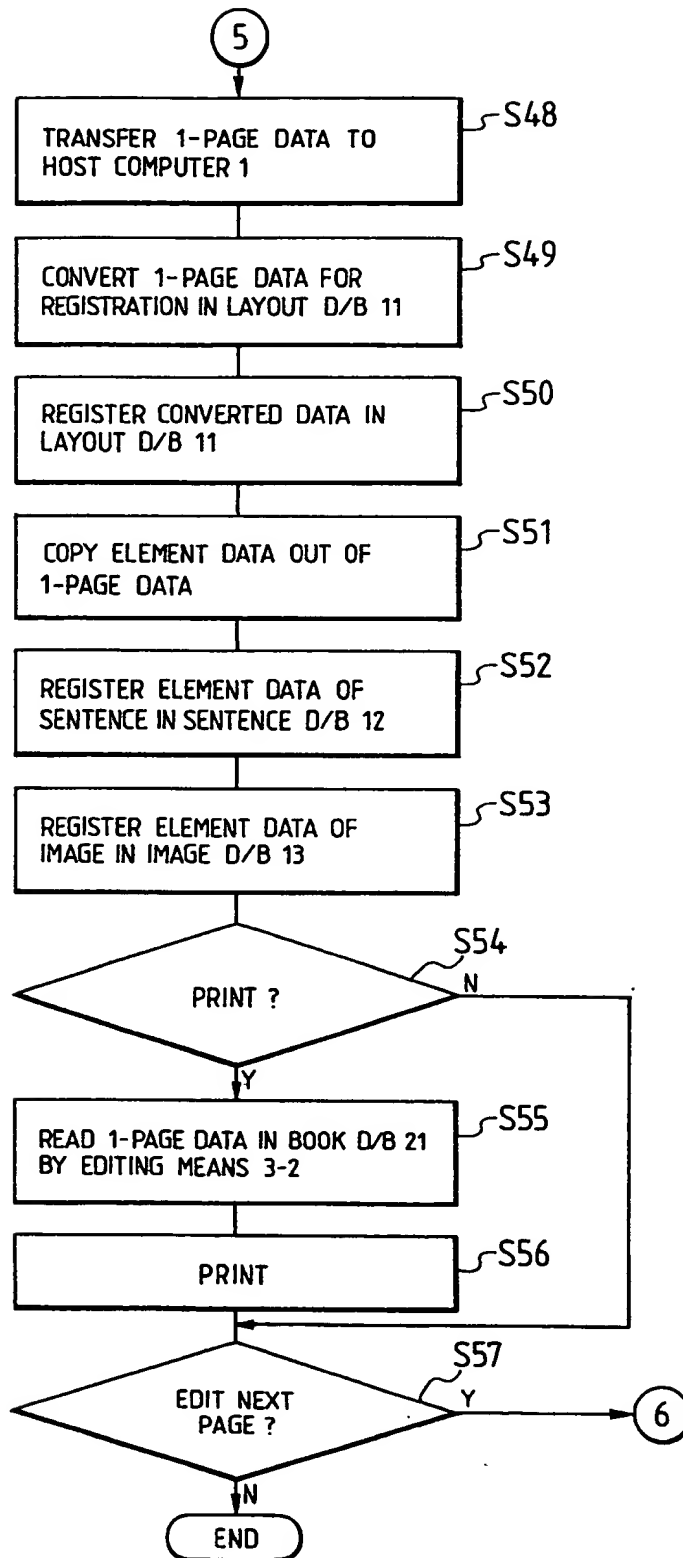 5
TRANSFER 1-PAGE DATA TO
HOST COMPUTER 1
S48
CONVERT 1-PAGE DATA FOR
REGISTRATION IN LAYOUT D/B 11
S49
REGISTER CONVERTED DATA IN
LAYOUT D/B 11
S50
COPY ELEMENT DATA OUT OF
1-PAGE DATA
S51
REGISTER ELEMENT DATA OF
SENTENCE IN SENTENCE D/B 12
S52
REGISTER ELEMENT DATA OF
IMAGE IN IMAGE D/B 13
S53
PRINT ?
S54
N
Y
READ 1-PAGE DATA IN BOOK D/B 21
BY EDITING MEANS 3-2
S55
PRINT
S56
EDIT NEXT
PAGE ?
S57
Y
6
N
END